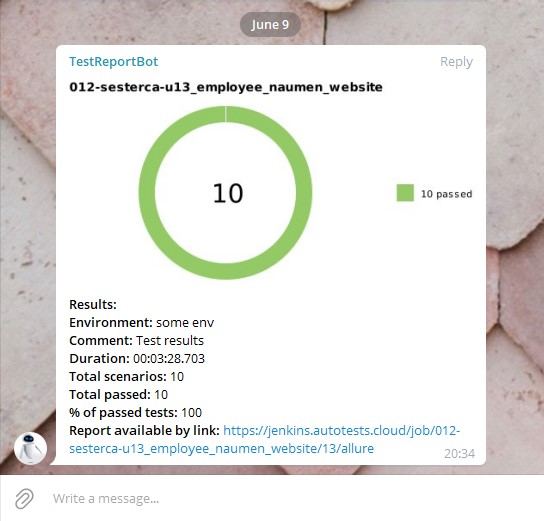 June 9
TestReportBot
Reply
012-sesterca-u13_employee_naumen_website
10
10 passed
Results:
Environment: some env
Comment: Test results
Duration: 00:03:28.703
Total scenarios: 10
Total passed: 10
% of passed tests: 100
Report available by link: https://jenkins.autotests.cloud/job/012-
sesterca-u13_employee_naumen_website/13/allure
20:34
Write a message...